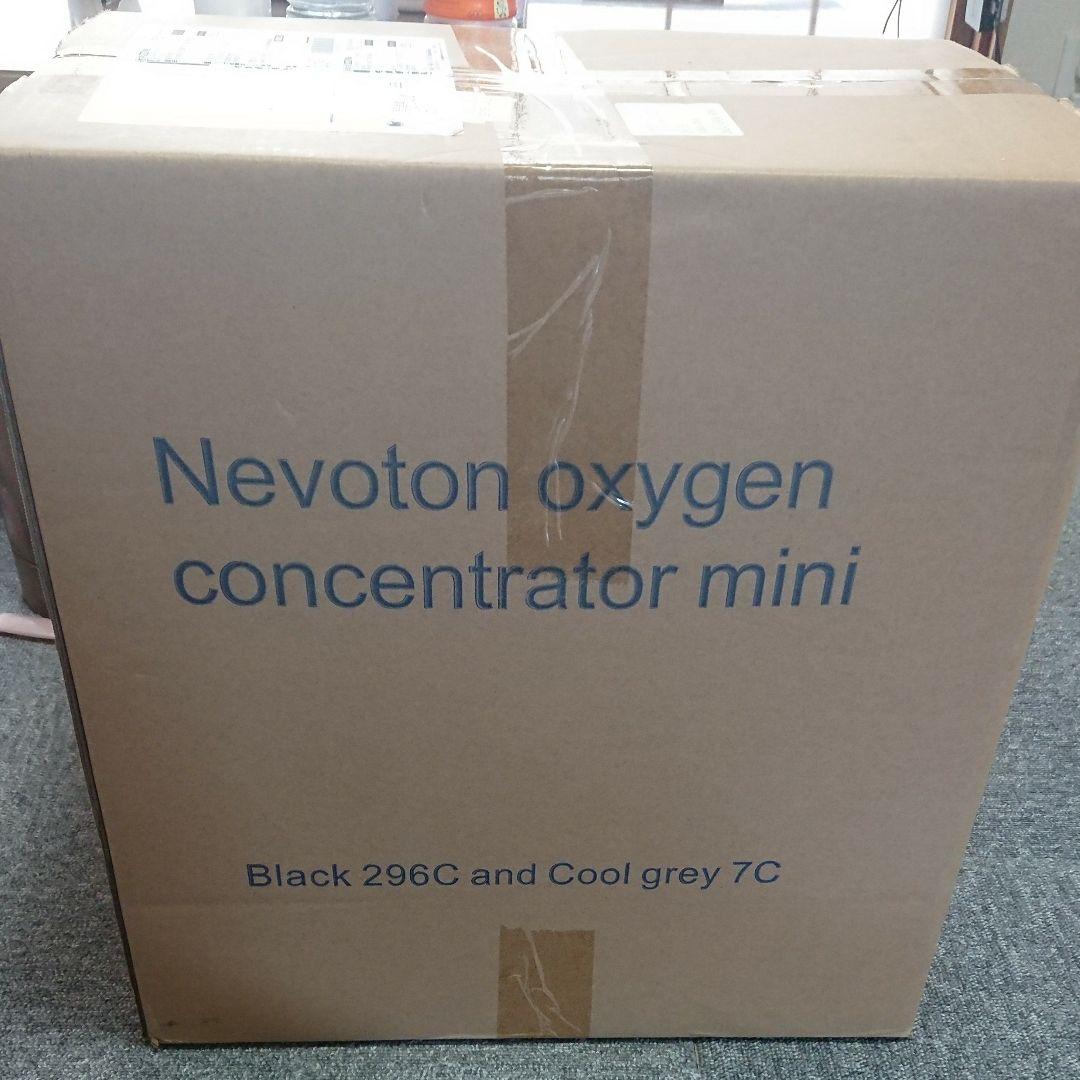 Nevoton oxygen
concentrator mini
Black 296C and Cool grey 7C